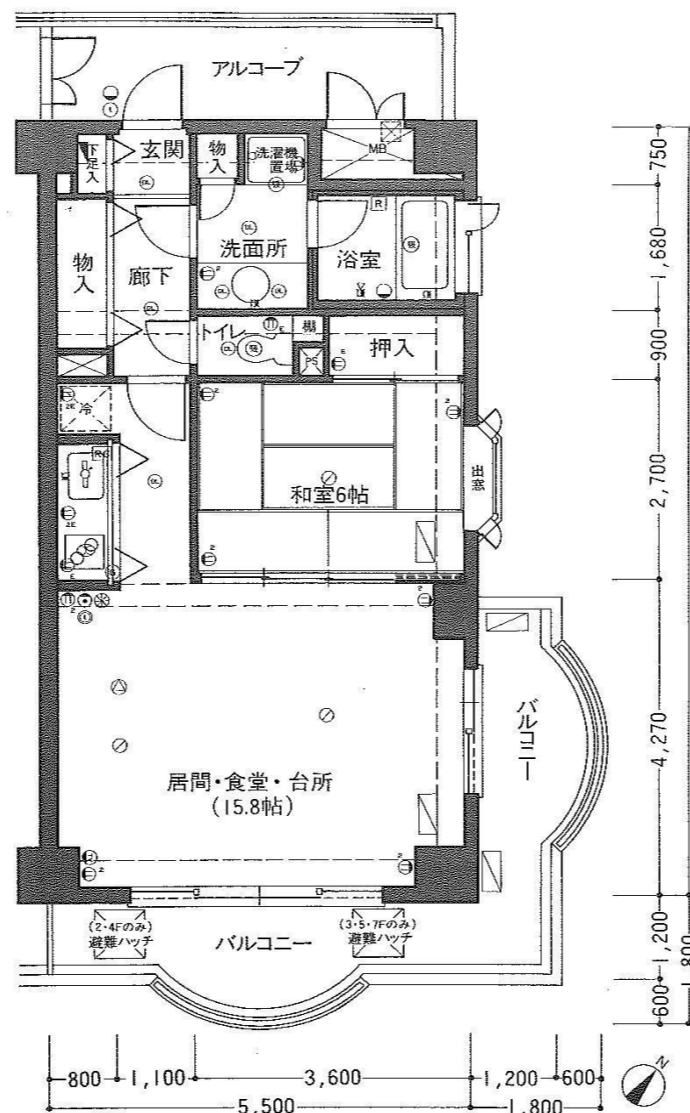 アルコーブ
下足入
玄関
物入
洗濯機
置場
MB
物入
廊下
洗面所
浴室
R
トイレ
棚
PS
押入
冷
和室6帖
出窓
居間・食堂・台所
(15.8帖)
バルコニー
(2・4Fのみ)
避難ハッチ
バルコニー
(3・5・7Fのみ)
避難ハッチ
750
1,680
900
2,700
4,270
1,200
600
800
1,100
3,600
1,200
600
5,500
1,800
N